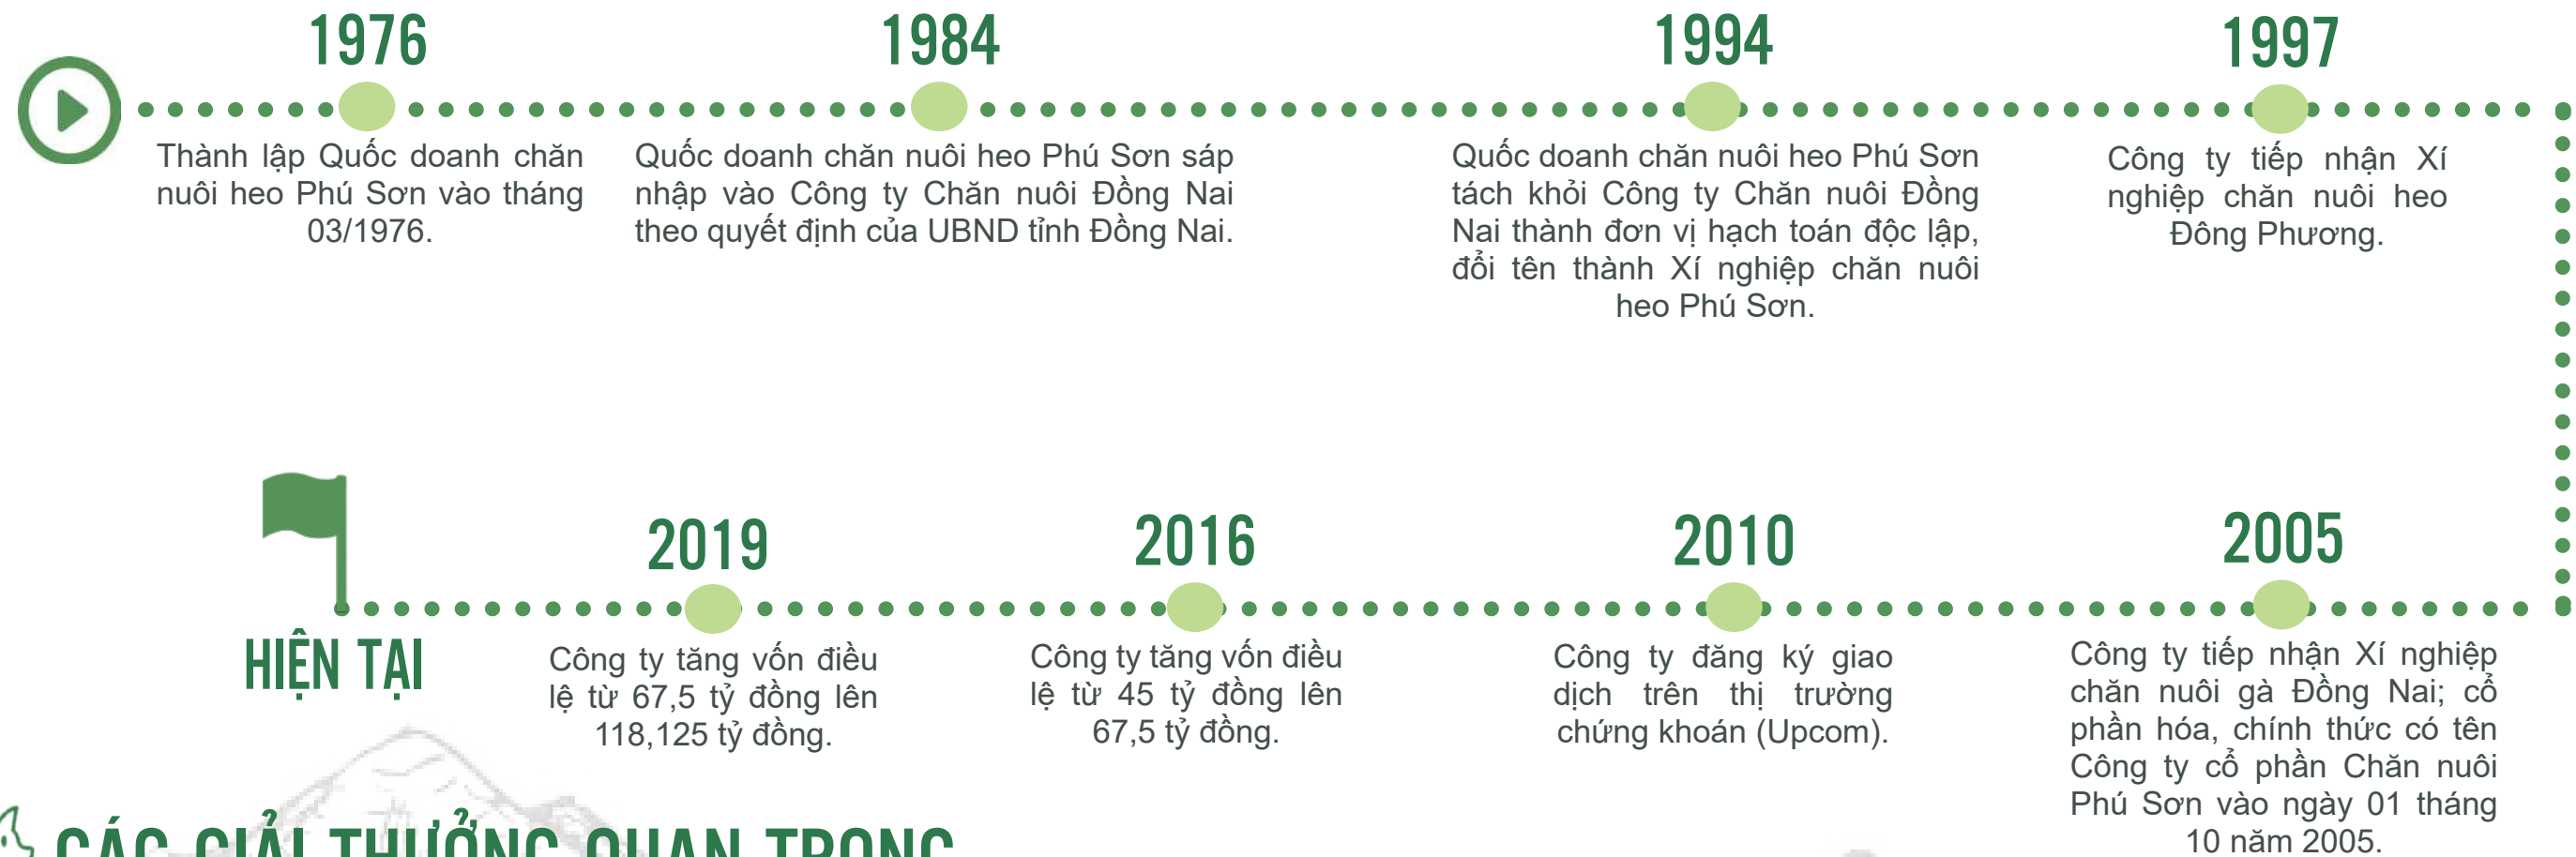 1976
Thành lập Quốc doanh chăn
nuôi heo Phú Sơn vào tháng
03/1976.
1984
Quốc doanh chăn nuôi heo Phú Sơn sáp
nhập vào Công ty Chăn nuôi Đồng Nai
theo quyết định của UBND tỉnh Đồng Nai.
1994
Quốc doanh chăn nuôi heo Phú Sơn
tách khỏi Công ty Chăn nuôi Đồng
Nai thành đơn vị hạch toán độc lập,
đổi tên thành Xí nghiệp chăn nuôi
heo Phú Sơn.
1997
Công ty tiếp nhận Xí
nghiệp chăn nuôi heo
Đông Phương.
2005
Công ty tiếp nhận Xí nghiệp
chăn nuôi gà Đồng Nai; cổ
phần hóa, chính thức có tên
Công ty cổ phần Chăn nuôi
Phú Sơn vào ngày 01 tháng
10 năm 2005.
2010
Công ty đăng ký giao
dịch trên thị trường
chứng khoán (Upcom).
2016
Công ty tăng vốn điều
lệ từ 45 tỷ đồng lên
67,5 tỷ đồng.
2019
Công ty tăng vốn điều
lệ từ 67,5 tỷ đồng lên
118,125 tỷ đồng.
HIỆN TẠI
CÁC GIẢI THƯỞNG QUAN TRỌNG